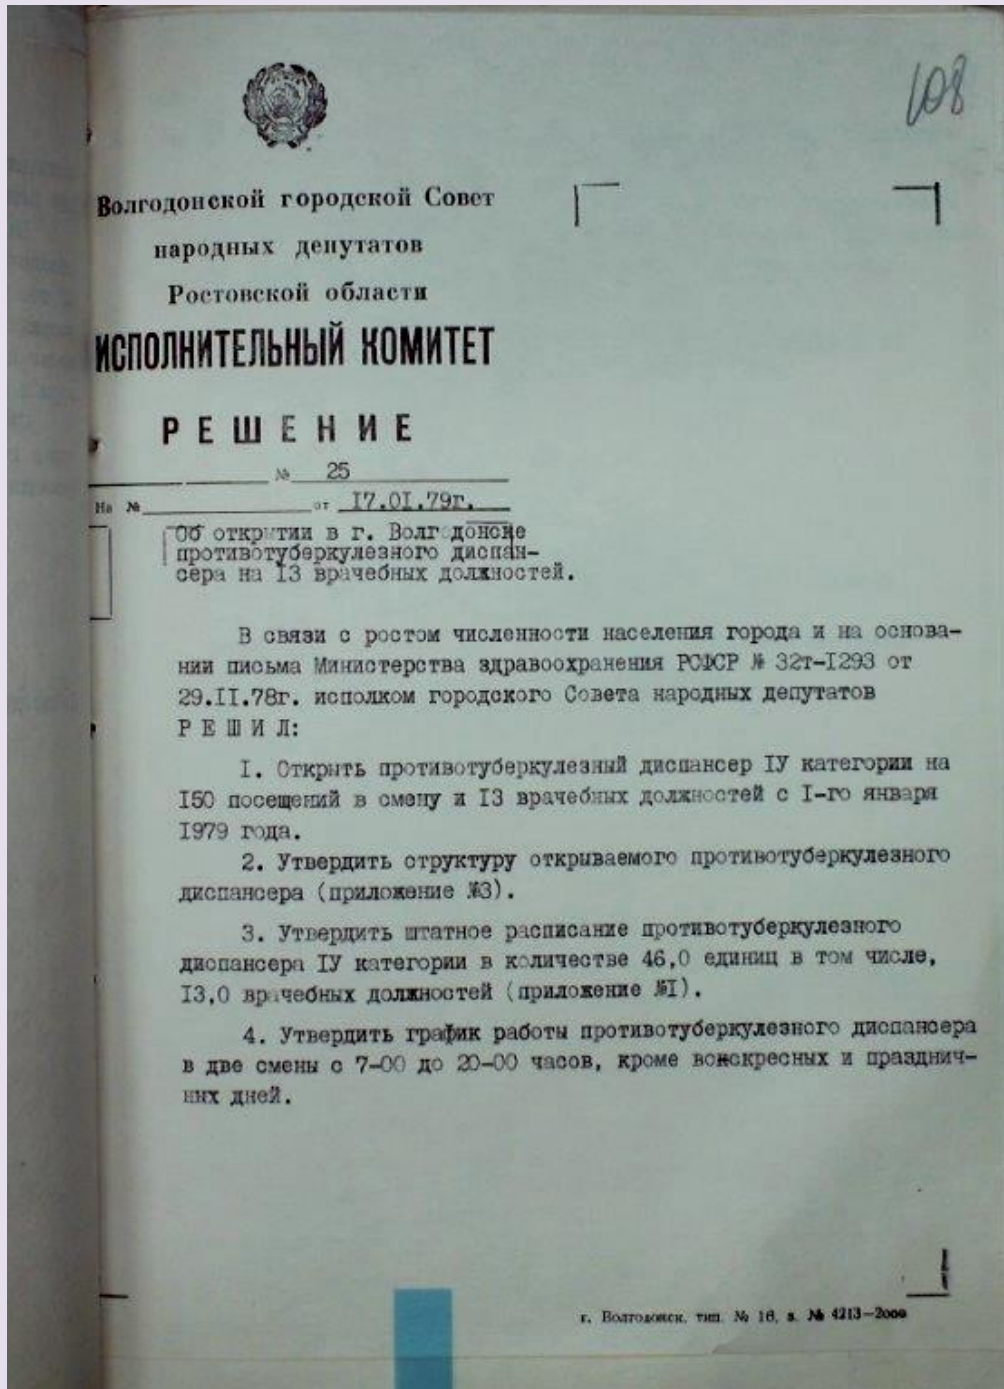 108
Волгодонской городской Совет
народных депутатов
Ростовской области
ИСПОЛНИТЕЛЬНЫЙ КОМИТЕТ
РЕШЕНИЕ
№ 25
На № от 17.01.79г.
Об открытии в г. Волгодонске
противотуберкулезного диспан-
сера на 13 врачебных должностей.
В связи с ростом численности населения города и на основа-
нии письма Министерства здравоохранения РСФСР № 32т-1293 от
29.11.78г. исполком городского Совета народных депутатов
РЕШИЛ:
1. Открыть противотуберкулезный диспансер IУ категории на
150 посещений в смену и 13 врачебных должностей с 1-го января
1979 года.
2. Утвердить структуру открываемого противотуберкулезного
диспансера (приложение №3).
3. Утвердить штатное расписание противотуберкулезного
диспансера IУ категории в количестве 46,0 единиц в том числе,
13,0 врачебных должностей (приложение №1).
4. Утвердить график работы противотуберкулезного диспансера
в две смены с 7-00 до 20-00 часов, кроме воскресных и празднич-
ных дней.
г. Волгодонск, тип. № 16, з. № 4213—2000